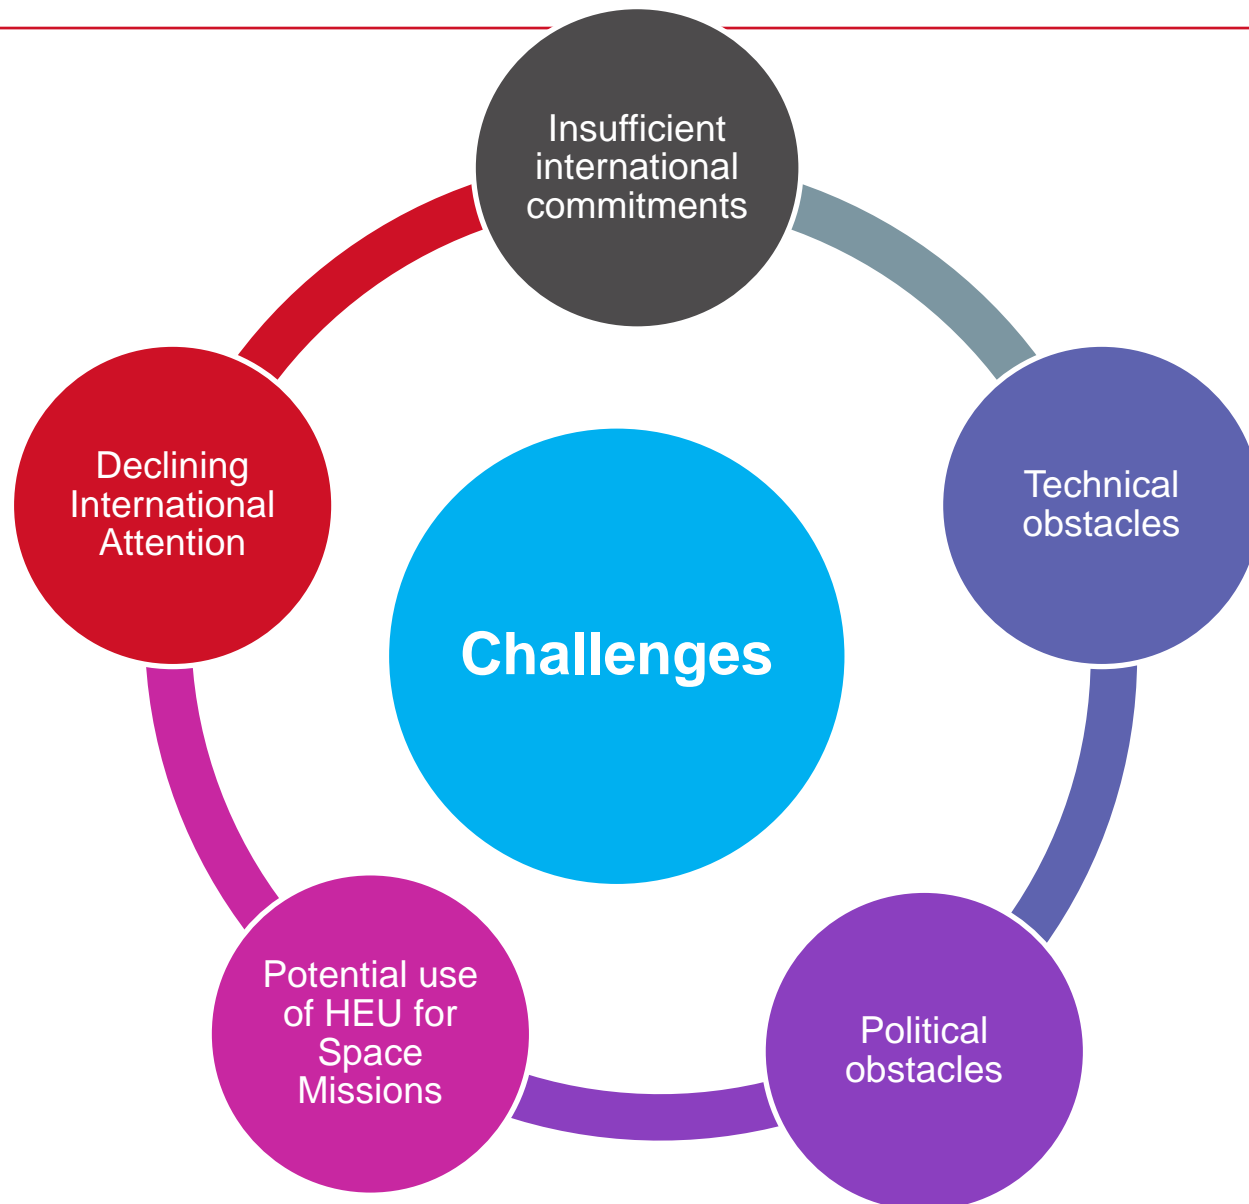 Insufficient
international
commitments
Technical
obstacles
Political
obstacles
Potential use
of HEU for
Space
Missions
Declining
International
Attention
Challenges